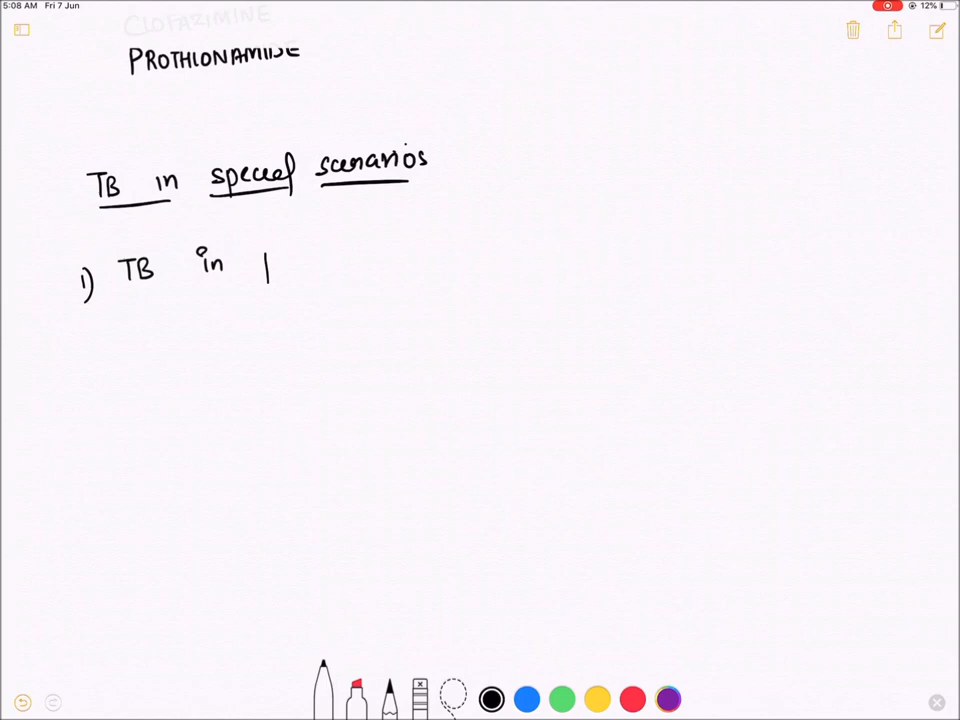 5:08 AM Fri 7 Jun 12%
CLOFAZIMINE
PROTHIONAMIDE
TB in special scenarios
1) TB in